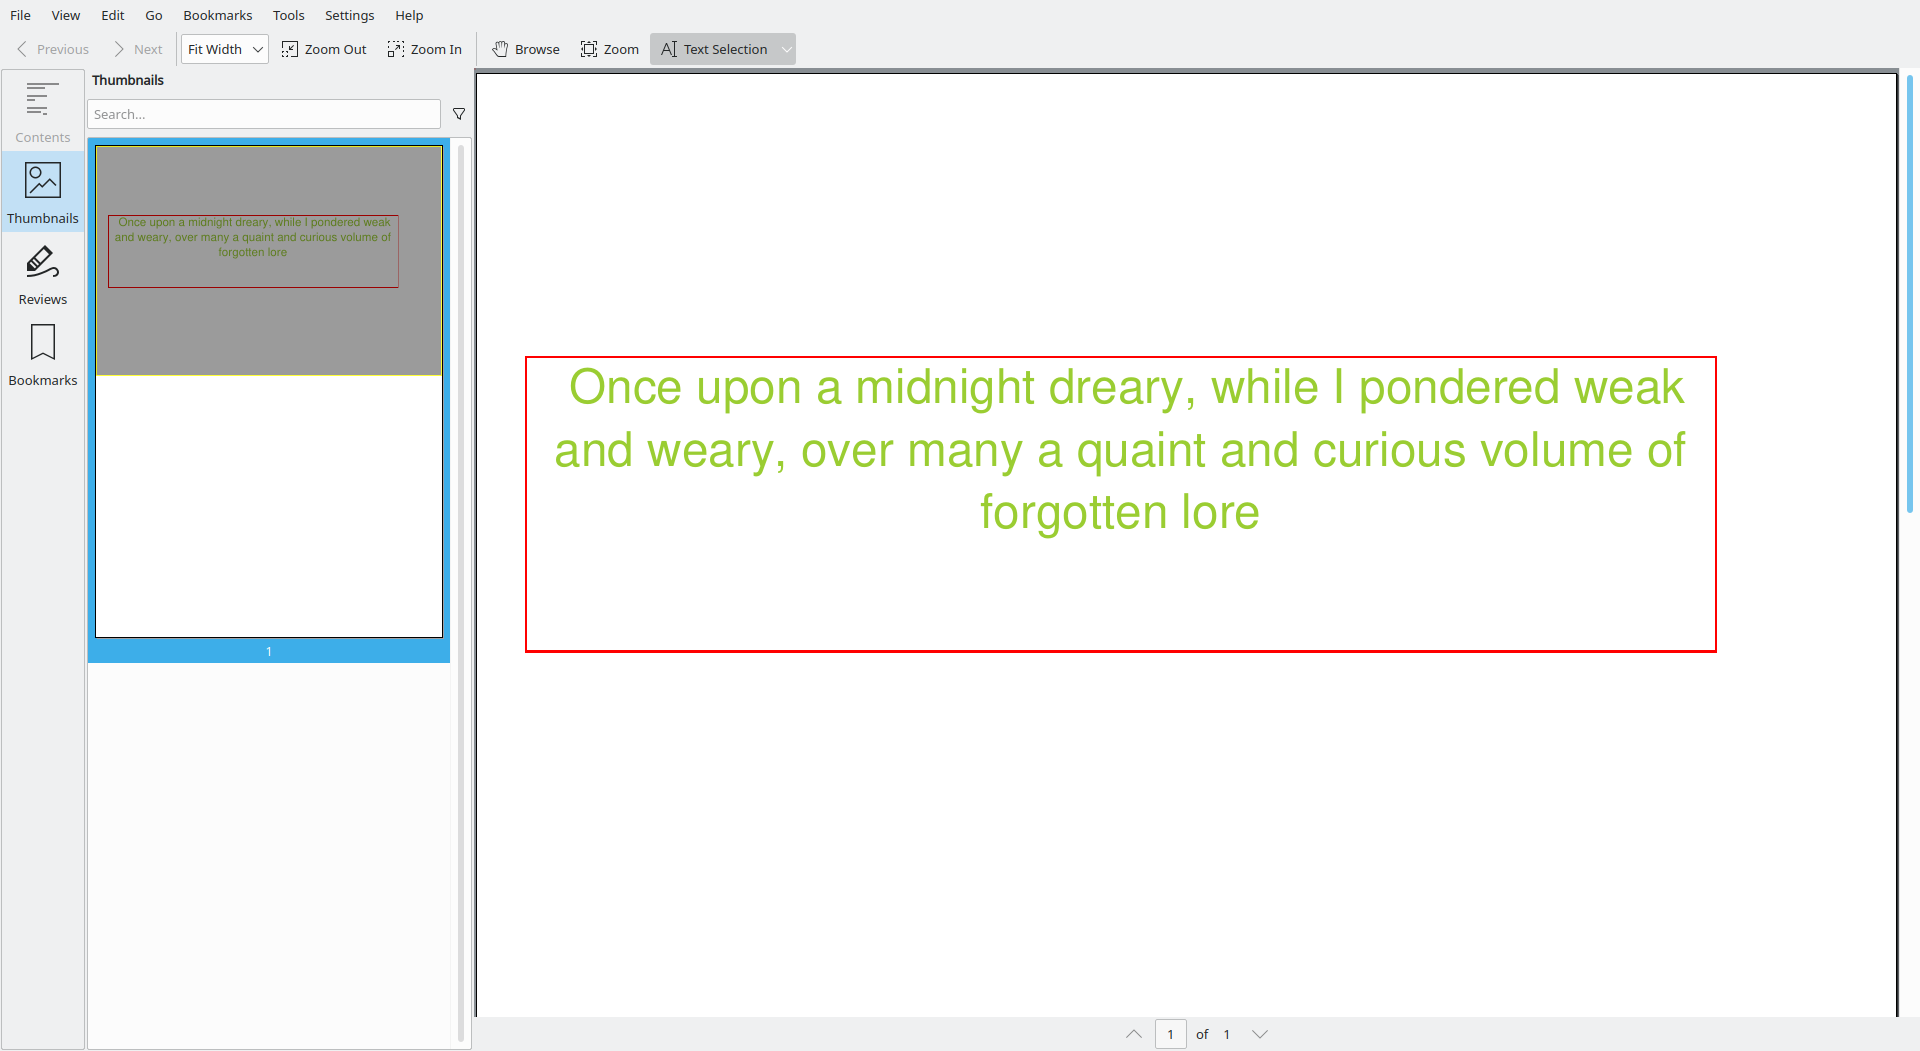 File View Edit Go Bookmarks Tools Settings Help
Previous Next Fit Width Zoom Out Zoom In Browse Zoom Text Selection
Contents
Thumbnails
Reviews
Bookmarks
Thumbnails
Search...
Once upon a midnight dreary, while I pondered weak
and weary, over many a quaint and curious volume of
forgotten lore
1
Once upon a midnight dreary, while I pondered weak
and weary, over many a quaint and curious volume of
forgotten lore
1 of 1